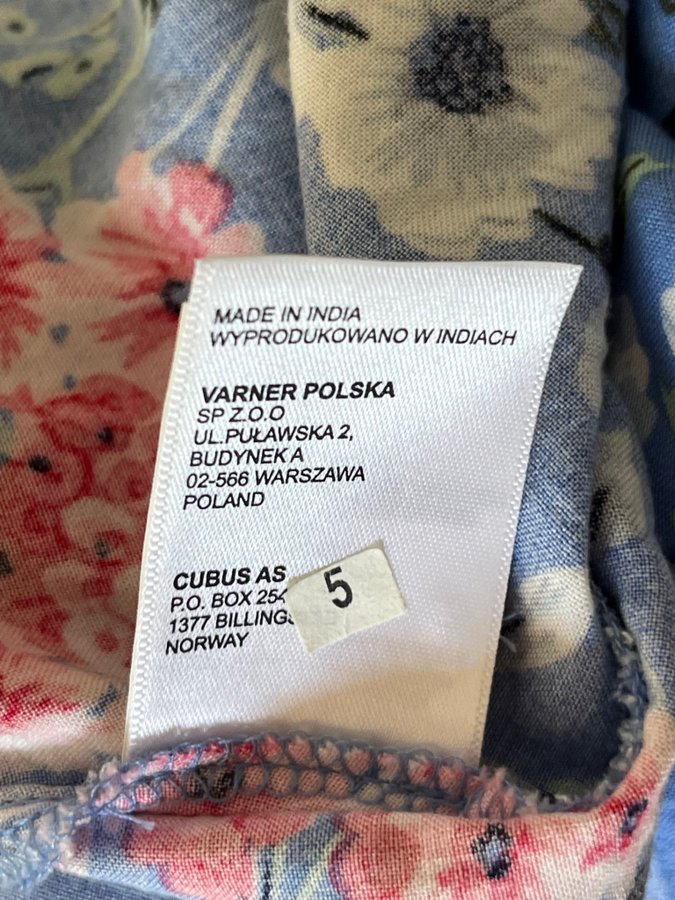 MADE IN INDIA
WYPRODUKOWANO W INDIACH
VARNER POLSKA
SP Z.O.O
UL.PUŁAWSKA 2,
BUDYNEK A
02-566 WARSZAWA
POLAND
CUBUS AS
P.O. BOX
1377
NORWAY
5